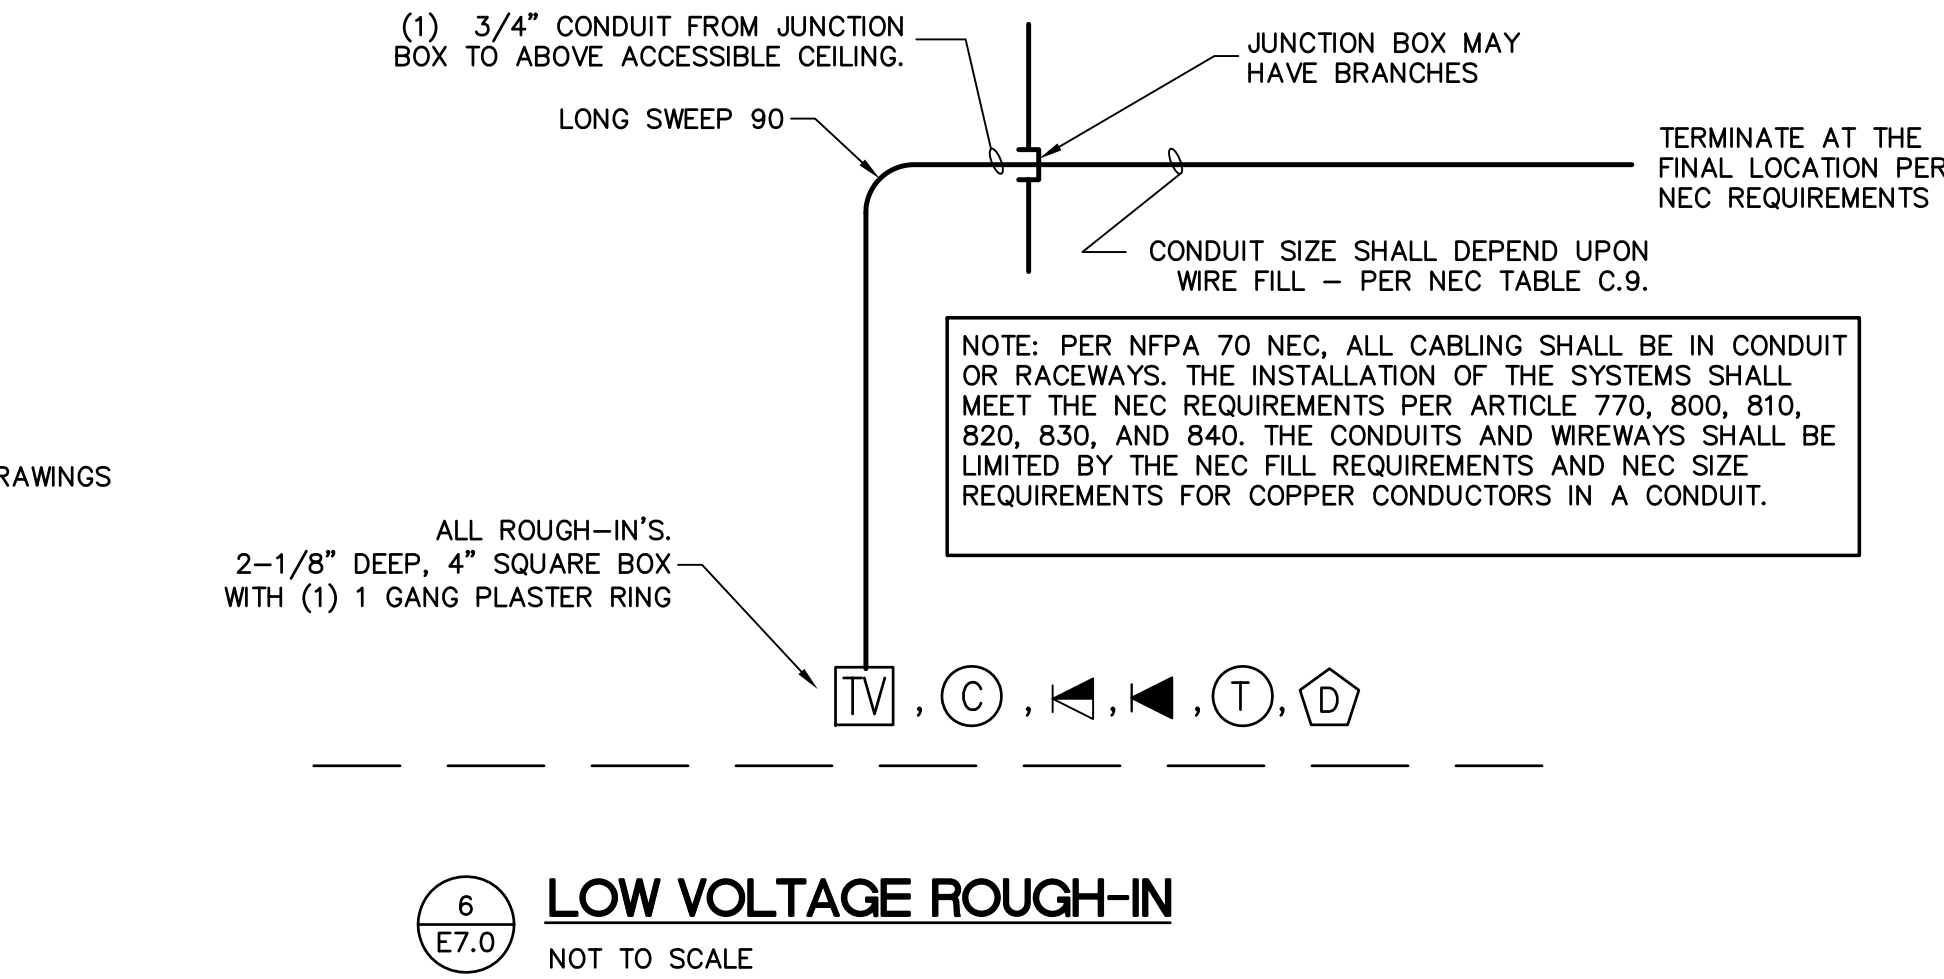 (1) 3/4” CONDUIT FROM JUNCTION
BOX TO ABOVE ACCESSIBLE CEILING.
JUNCTION BOX MAY
HAVE BRANCHES
LONG SWEEP 90
TERMINATE AT THE
FINAL LOCATION PER
NEC REQUIREMENTS
CONDUIT SIZE SHALL DEPEND UPON
WIRE FILL – PER NEC TABLE C.9.
NOTE: PER NFPA 70 NEC, ALL CABLING SHALL BE IN CONDUIT
OR RACEWAYS. THE INSTALLATION OF THE SYSTEMS SHALL
MEET THE NEC REQUIREMENTS PER ARTICLE 770, 800, 810,
820, 830, AND 840. THE CONDUITS AND WIREWAYS SHALL BE
LIMITED BY THE NEC FILL REQUIREMENTS AND NEC SIZE
REQUIREMENTS FOR COPPER CONDUCTORS IN A CONDUIT.
RAWINGS
ALL ROUGH–IN’S.
2–1/8” DEEP, 4” SQUARE BOX
WITH (1) 1 GANG PLASTER RING
TV , C , , , T , D
6
E7.0
LOW VOLTAGE ROUGH-IN
NOT TO SCALE